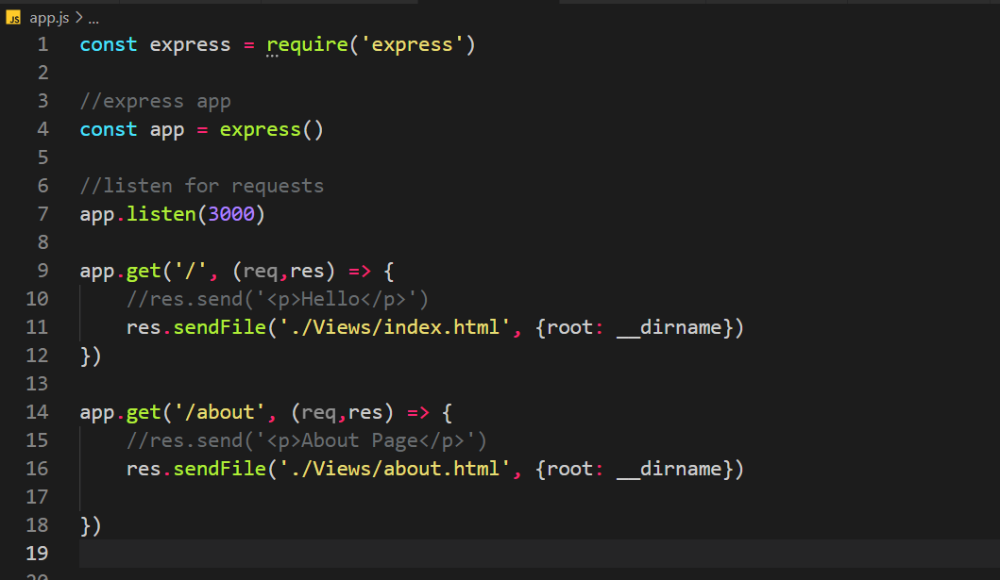 JS app.js > ...
1 const express = require('express')
2
3 //express app
4 const app = express()
5
6 //listen for requests
7 app.listen(3000)
8
9 app.get('/', (req,res) => {
10     //res.send('<p>Hello</p>')
11     res.sendFile('./Views/index.html', {root: __dirname})
12 })
13
14 app.get('/about', (req,res) => {
15     //res.send('<p>About Page</p>')
16     res.sendFile('./Views/about.html', {root: __dirname})
17
18 })
19
20